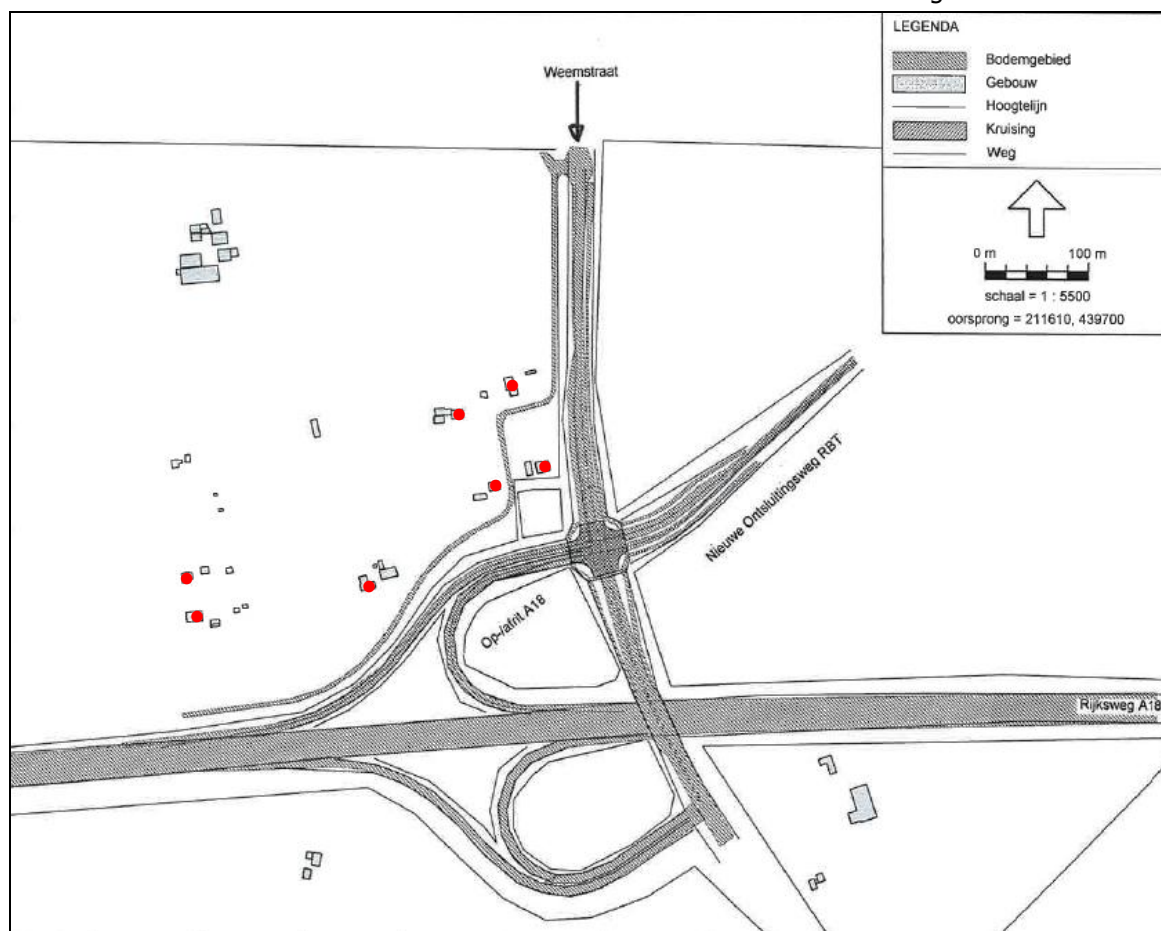 LEGENDA
Bodemgebied
Gebouw
Hoogtelijn
Kruising
Weg
0 m 100 m
schaal = 1 : 5500
oorsprong = 211610, 439700
Weemstraat
Nieuwe Ontsluitingsweg RBT
Op-/afrit A18
Rijksweg A18